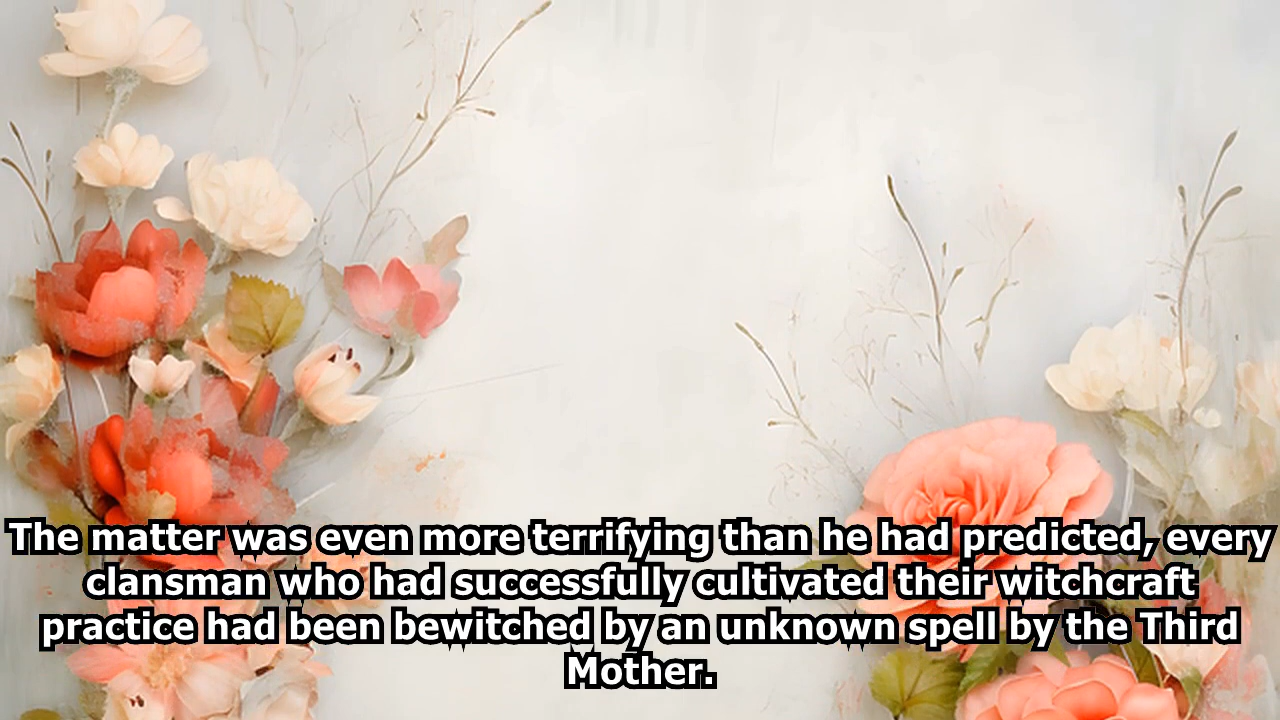 The matter was even more terrifying than he had predicted, every
clansman who had successfully cultivated their witchcraft
practice had been bewitched by an unknown spell by the Third
Mother.